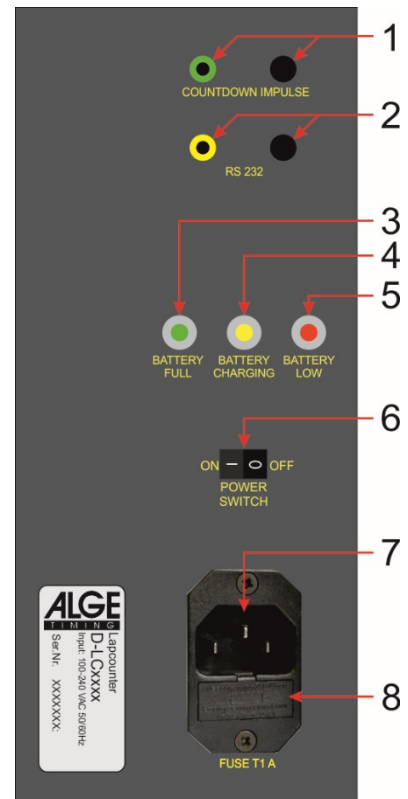 1
COUNTDOWN IMPULSE
2
RS 232
3
4
5
BATTERY FULL
BATTERY CHARGING
BATTERY LOW
6
ON – O OFF
POWER
SWITCH
7
ALGE
TIMING
Lapcounter
D-LCxxxx
Input: 100-240 VAC 50/60Hz
Ser.Nr. XXXXXXX:
8
FUSE T1 A